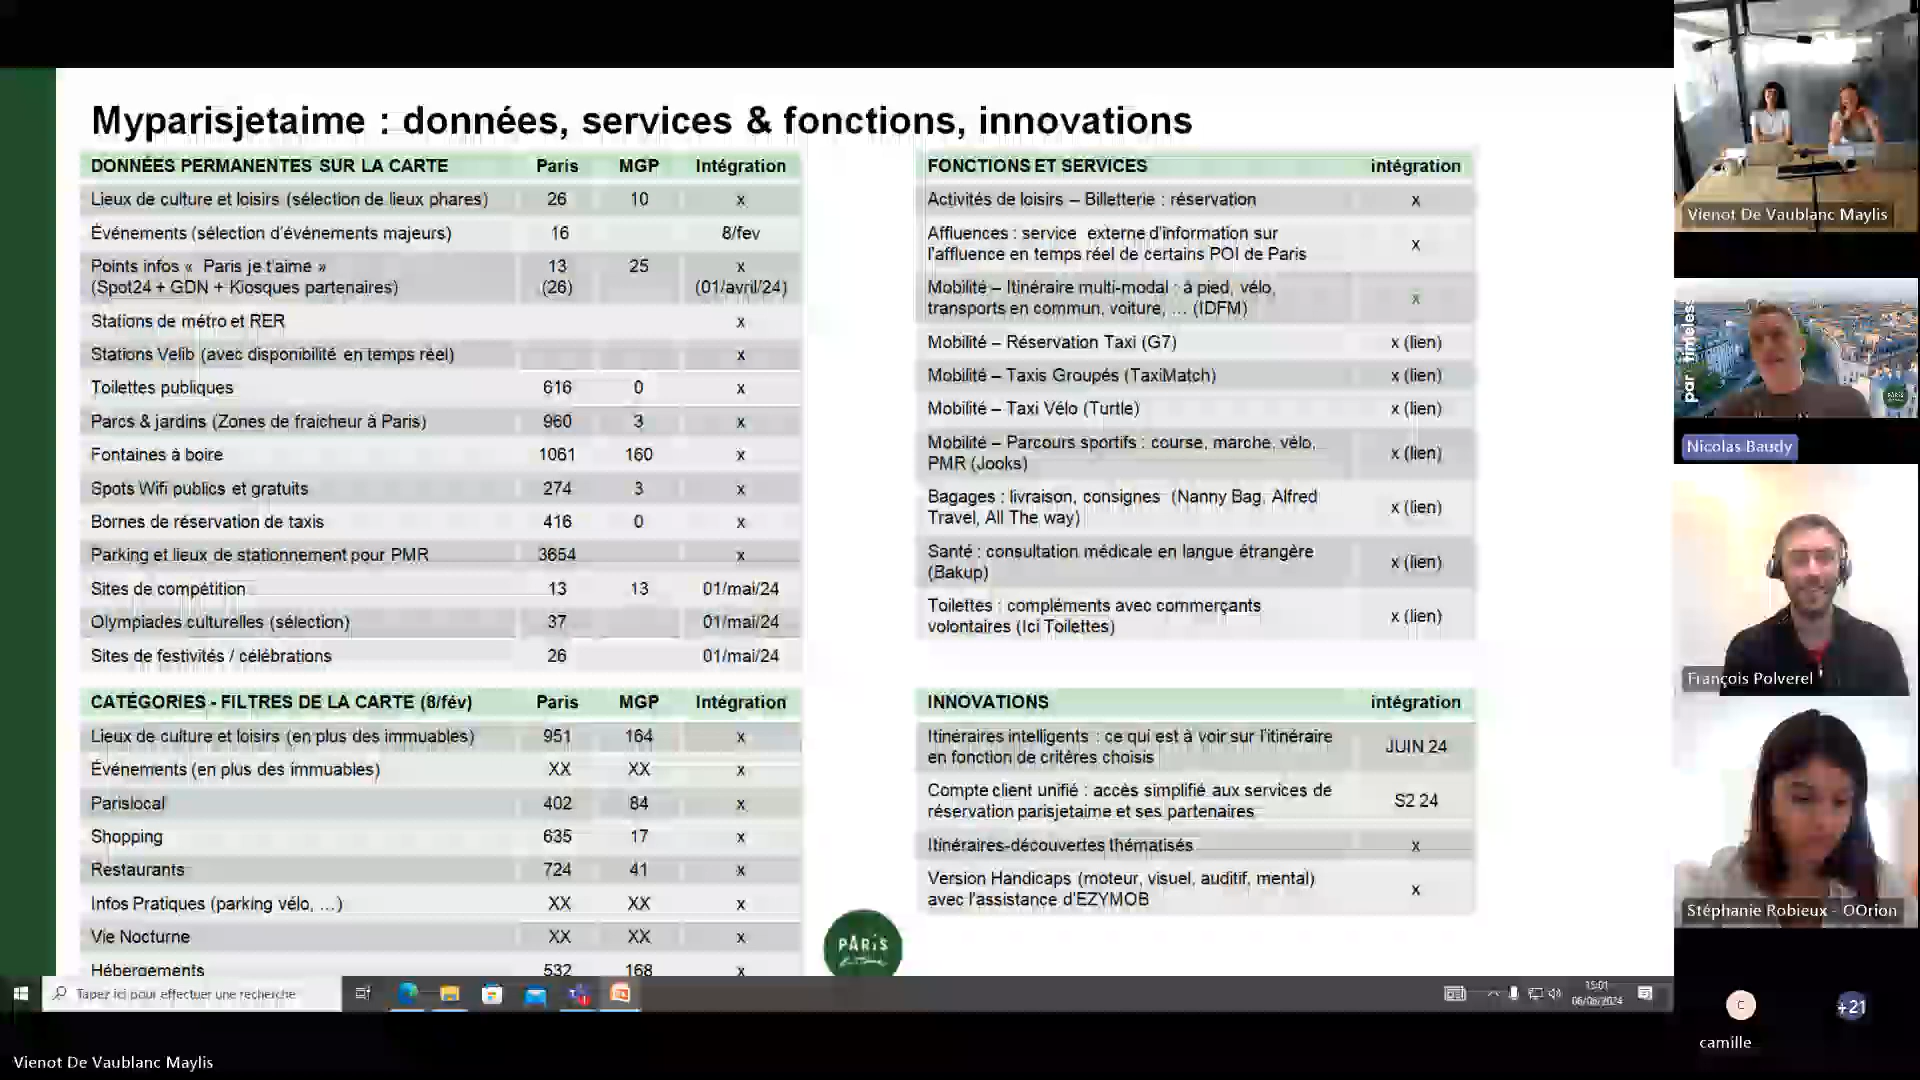 Myparisjetaime : données, services & fonctions, innovations
DONNÉES PERMANENTES SUR LA CARTE Paris MGP Intégration
Lieux de culture et loisirs (sélection de lieux phares) 26 10 x
Événements (sélection d'événements majeurs) 16 8/fev
Points infos « Paris je t'aime » 13 25 x
(Spot24 + GDN + Kiosques partenaires) (26) (01/avril/24)
Stations de métro et RER x
Stations Velib (avec disponibilité en temps réel) x
Toilettes publiques 616 0 x
Parcs & jardins (Zones de fraicheur à Paris) 960 3 x
Fontaines à boire 1061 160 x
Spots Wifi publics et gratuits 274 3 x
Bornes de réservation de taxis 416 0 x
Parking et lieux de stationnement pour PMR 3654 x
Sites de compétition 13 13 01/mai/24
Olympiades culturelles (sélection) 37 01/mai/24
Sites de festivités / célébrations 26 01/mai/24
CATÉGORIES - FILTRES DE LA CARTE (8/fév) Paris MGP Intégration
Lieux de culture et loisirs (en plus des immuables) 951 164 x
Événements (en plus des immuables) XX XX x
Parislocal 402 84 x
Shopping 635 17 x
Restaurants 724 41 x
Infos Pratiques (parking vélo, ...) XX XX x
Vie Nocturne XX XX x
Hébergements 532 168 x
FONCTIONS ET SERVICES intégration
Activités de loisirs – Billetterie : réservation x
Affluences : service externe d'information sur
l'affluence en temps réel de certains POI de Paris x
Mobilité – Itinéraire multi-modal : à pied, vélo,
transports en commun, voiture, ... (IDFM) x
Mobilité – Réservation Taxi (G7) x (lien)
Mobilité – Taxis Groupés (TaxiMatch) x (lien)
Mobilité – Taxi Vélo (Turtle) x (lien)
Mobilité – Parcours sportifs : course, marche, vélo,
PMR (Jooks) x (lien)
Bagages : livraison, consignes (Nanny Bag, Alfred
Travel, All The way) x (lien)
Santé : consultation médicale en langue étrangère
(Bakup) x (lien)
Toilettes : compléments avec commerçants
volontaires (Ici Toilettes) x (lien)
INNOVATIONS intégration
Itinéraires intelligents : ce qui est à voir sur l'itinéraire
en fonction de critères choisis JUIN 24
Compte client unifié : accès simplifié aux services de
réservation parisjetaime et ses partenaires S2 24
Itinéraires-découvertes thématisés x
Version Handicaps (moteur, visuel, auditif, mental)
avec l'assistance d'EZYMOB x
PARIS
Tapez ici pour effectuer une recherche
15:01
06/06/2024
Vienot De Vaublanc Maylis
Vienot De Vaublanc Maylis
timeless
Nicolas Baudy
François Polverel
Stéphanie Robieux - OOrion
C
+21
camille